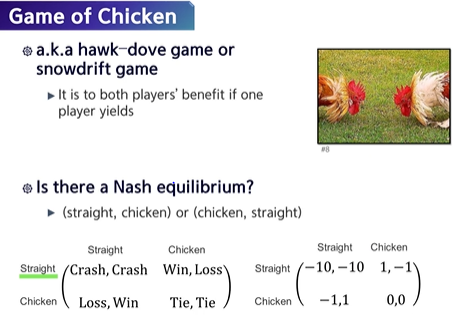 Game of Chicken
a.k.a hawk-dove game or
snowdrift game
It is to both players' benefit if one
player yields
#8
Is there a Nash equilibrium?
(straight, chicken) or (chicken, straight)
Straight Chicken
Straight (Crash, Crash Win, Loss
Chicken Loss, Win Tie, Tie)
Straight Chicken
Straight (−10, −10 1, −1
Chicken −1,1 0,0)